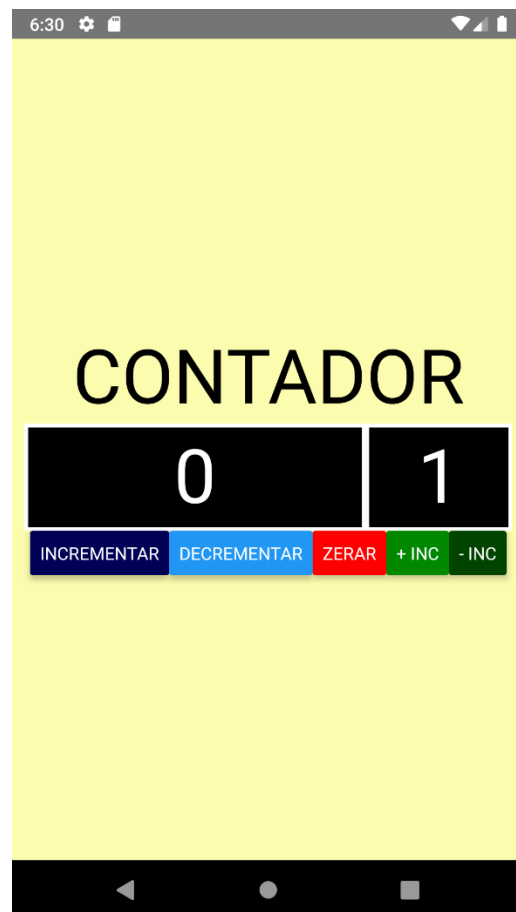 6:30
CONTADOR
0 1
INCREMENTAR DECREMENTAR ZERAR + INC - INC